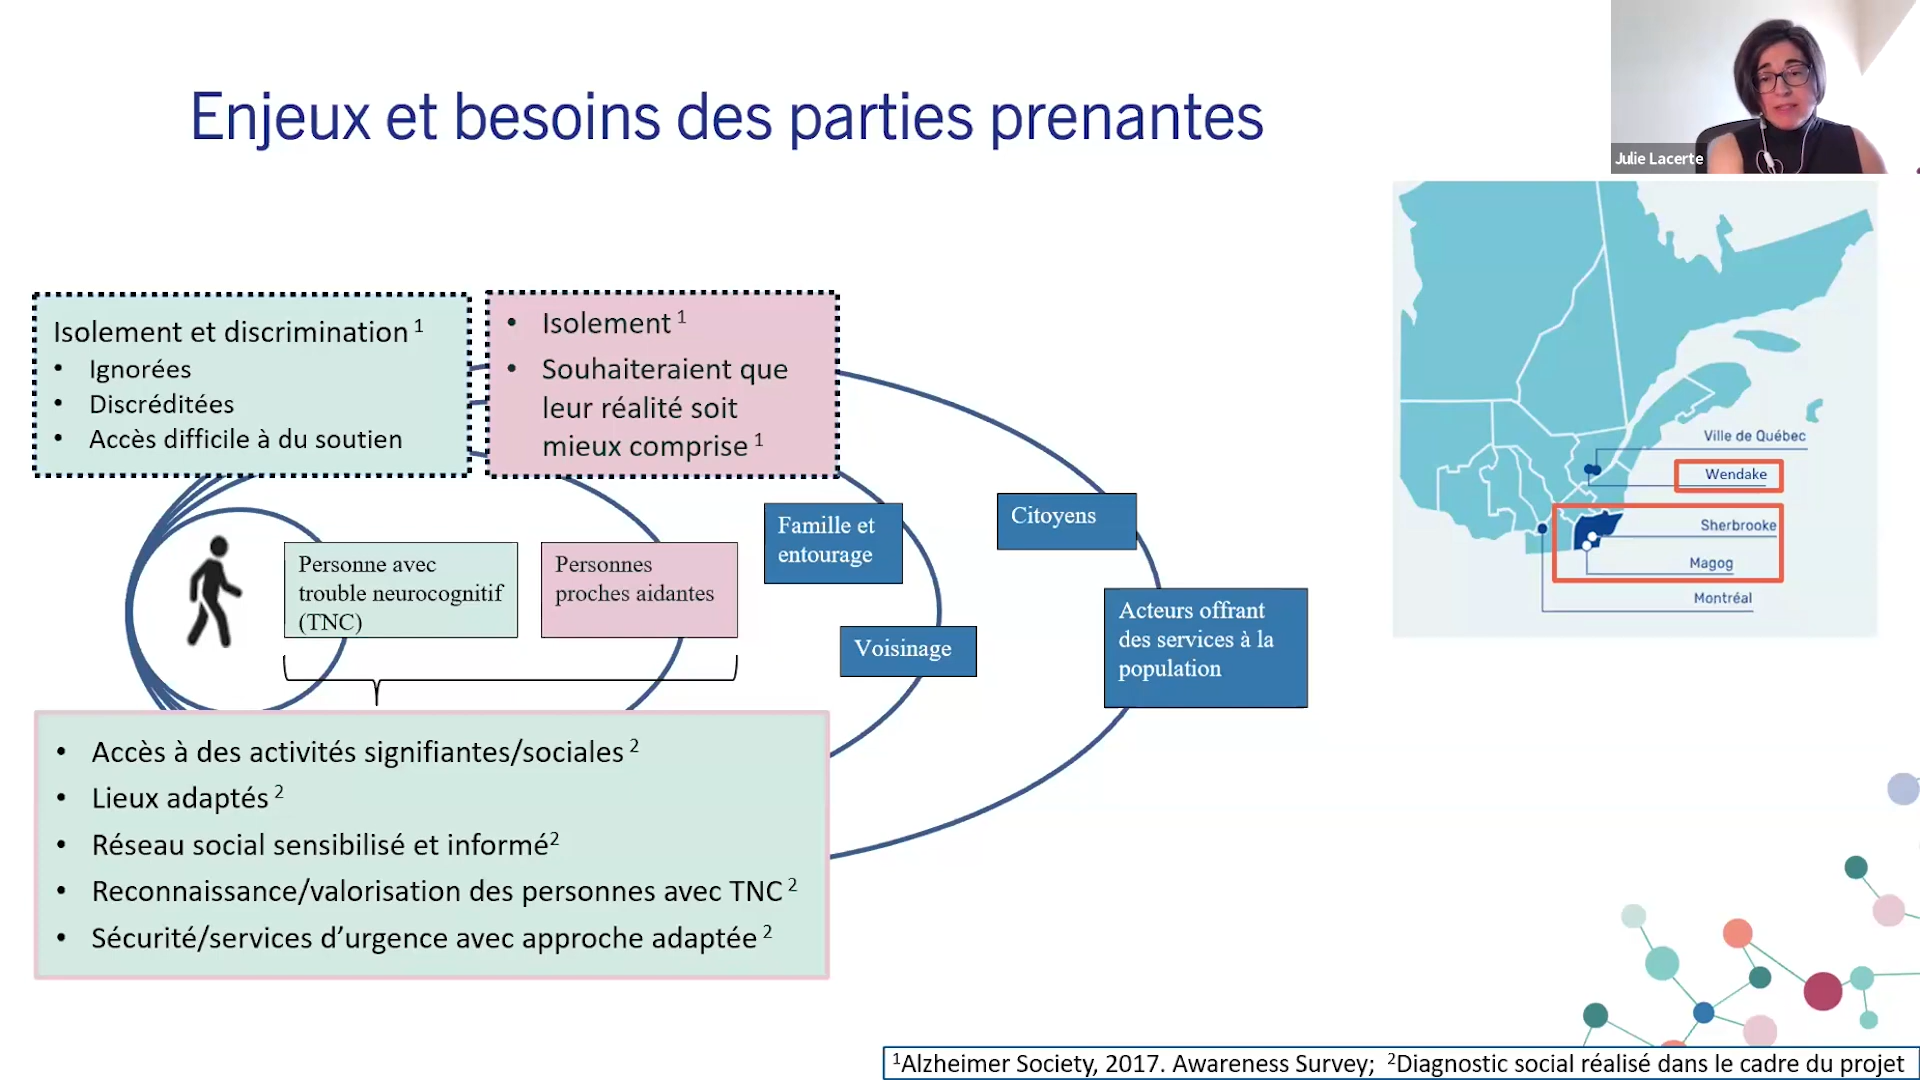 Enjeux et besoins des parties prenantes
Julie Lacerte
Isolement et discrimination 1
• Ignorées
• Discréditées
• Accès difficile à du soutien
• Isolement 1
• Souhaiteraient que
leur réalité soit
mieux comprise 1
Ville de Québec
Wendake
Sherbrooke
Magog
Montréal
Personne avec
trouble neurocognitif
(TNC)
Personnes
proches aidantes
Famille et
entourage
Voisinage
Citoyens
Acteurs offrant
des services à la
population
• Accès à des activités signifiantes/sociales 2
• Lieux adaptés 2
• Réseau social sensibilisé et informé2
• Reconnaissance/valorisation des personnes avec TNC 2
• Sécurité/services d’urgence avec approche adaptée 2
1Alzheimer Society, 2017. Awareness Survey; 2Diagnostic social réalisé dans le cadre du projet